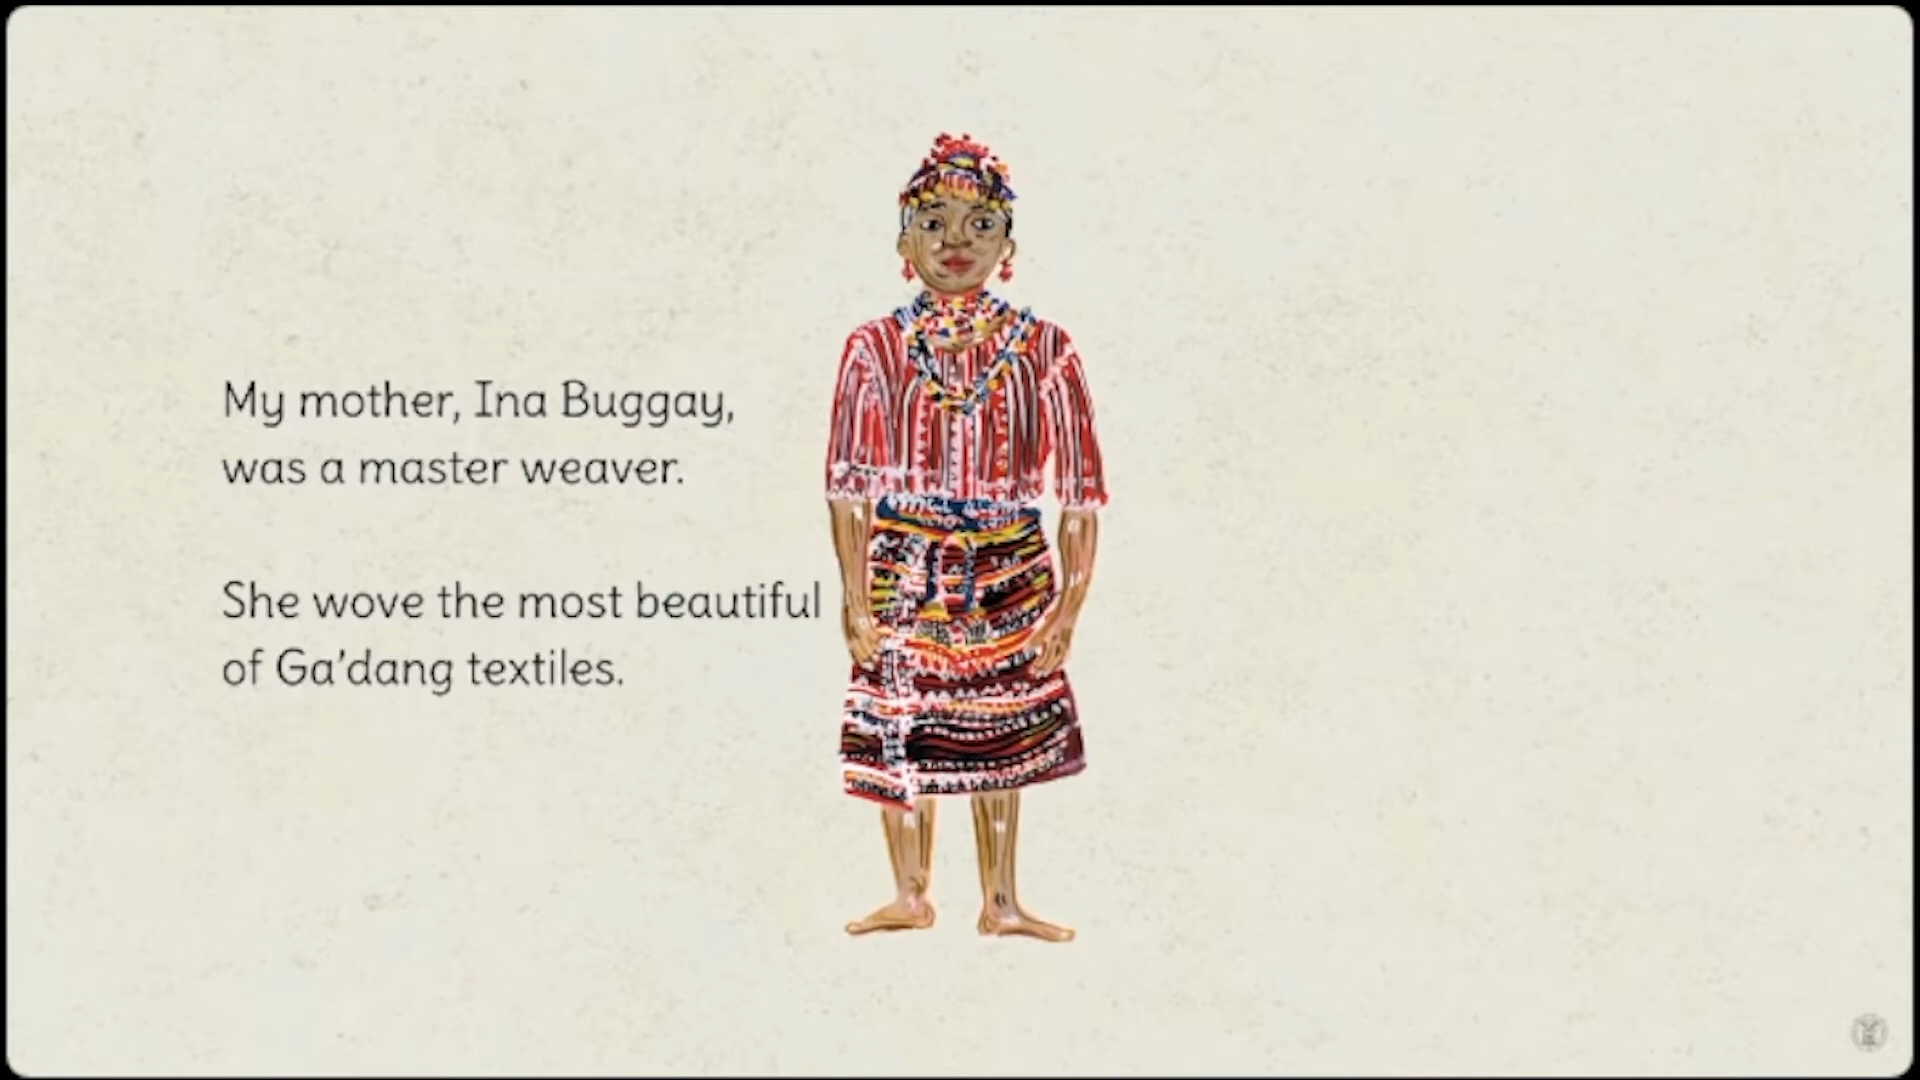 My mother, Ina Buggay,
was a master weaver.
She wove the most beautiful
of Ga'dang textiles.